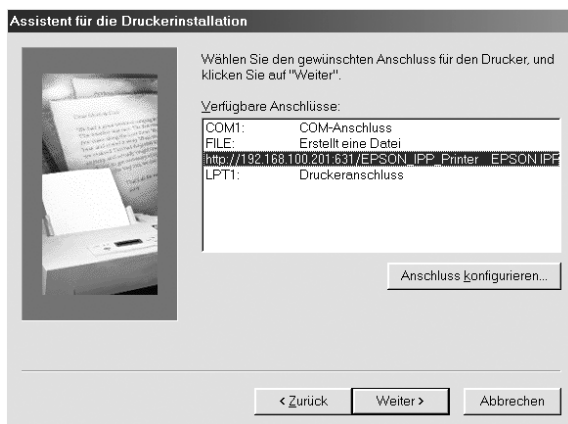 Assistent für die Druckerinstallation
Wählen Sie den gewünschten Anschluss für den Drucker, und
klicken Sie auf "Weiter".
Verfügbare Anschlüsse:
COM1: COM-Anschluss
FILE: Erstellt eine Datei
http://192.168.100.201:631/EPSON_IPP_Printer EPSON IPP
LPT1: Druckeranschluss
Anschluss konfigurieren...
< Zurück Weiter > Abbrechen